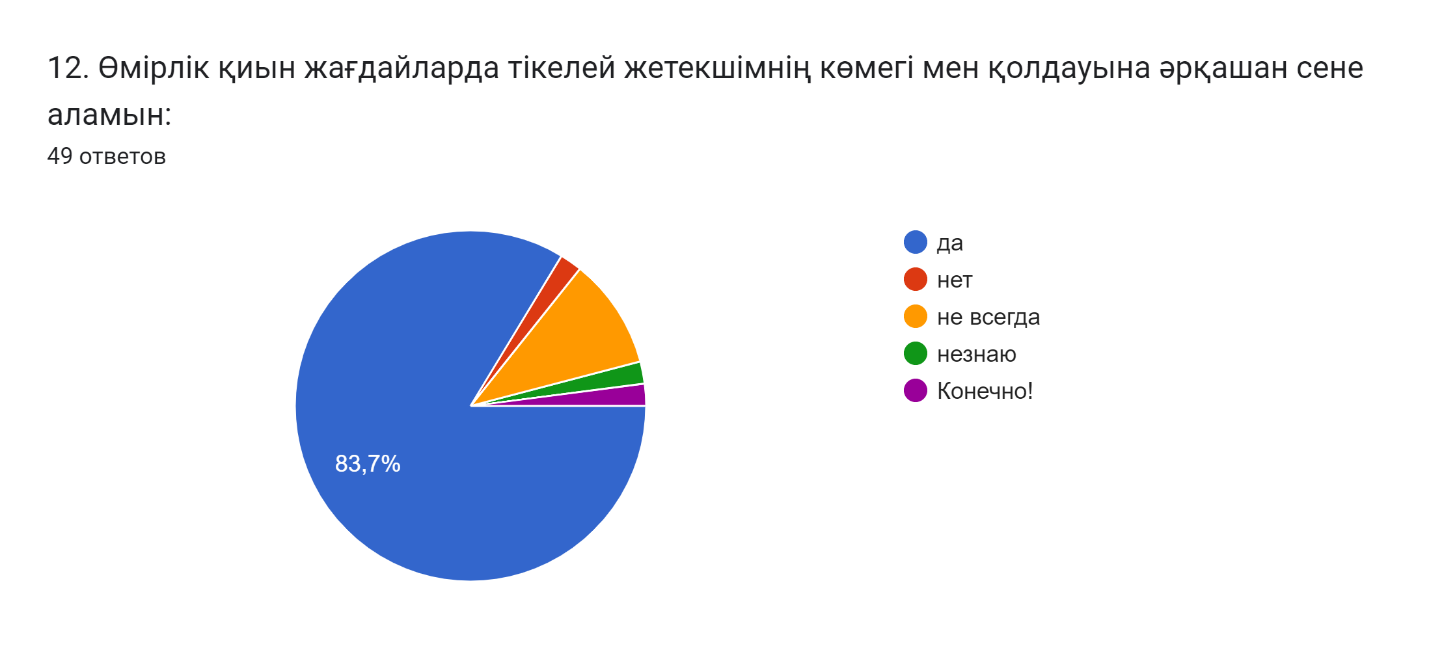 12. Өмірлік қиын жағдайларда тікелей жетекшімнің көмегі мен қолдауына әрқашан сене
аламын:
49 ответов
да
нет
не всегда
незнаю
Конечно!
83,7%